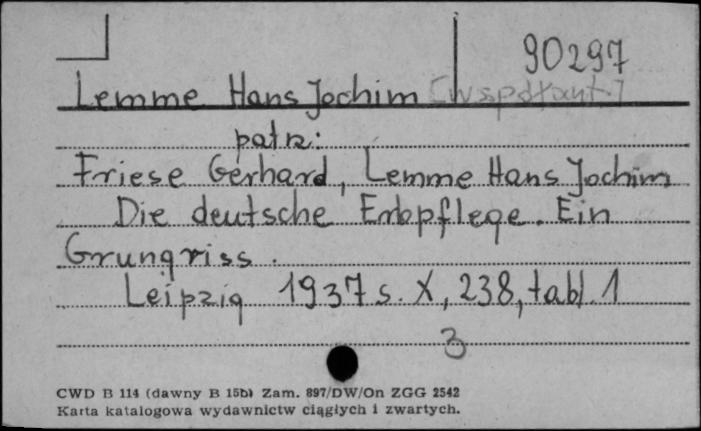 90297
Lemme Hans Jochim [współaut.]
patrz:
Friese Gerhard, Lemme Hans Jochim
Die deutsche Erbpflege. Ein
Grungriss.
Leipzig 1937 s. X, 238, tabl. 1
3
CWD B 114 (dawny B 15b) Zam. 897/DW/On ZGG 2542
Karta katalogowa wydawnictw ciągłych i zwartych.